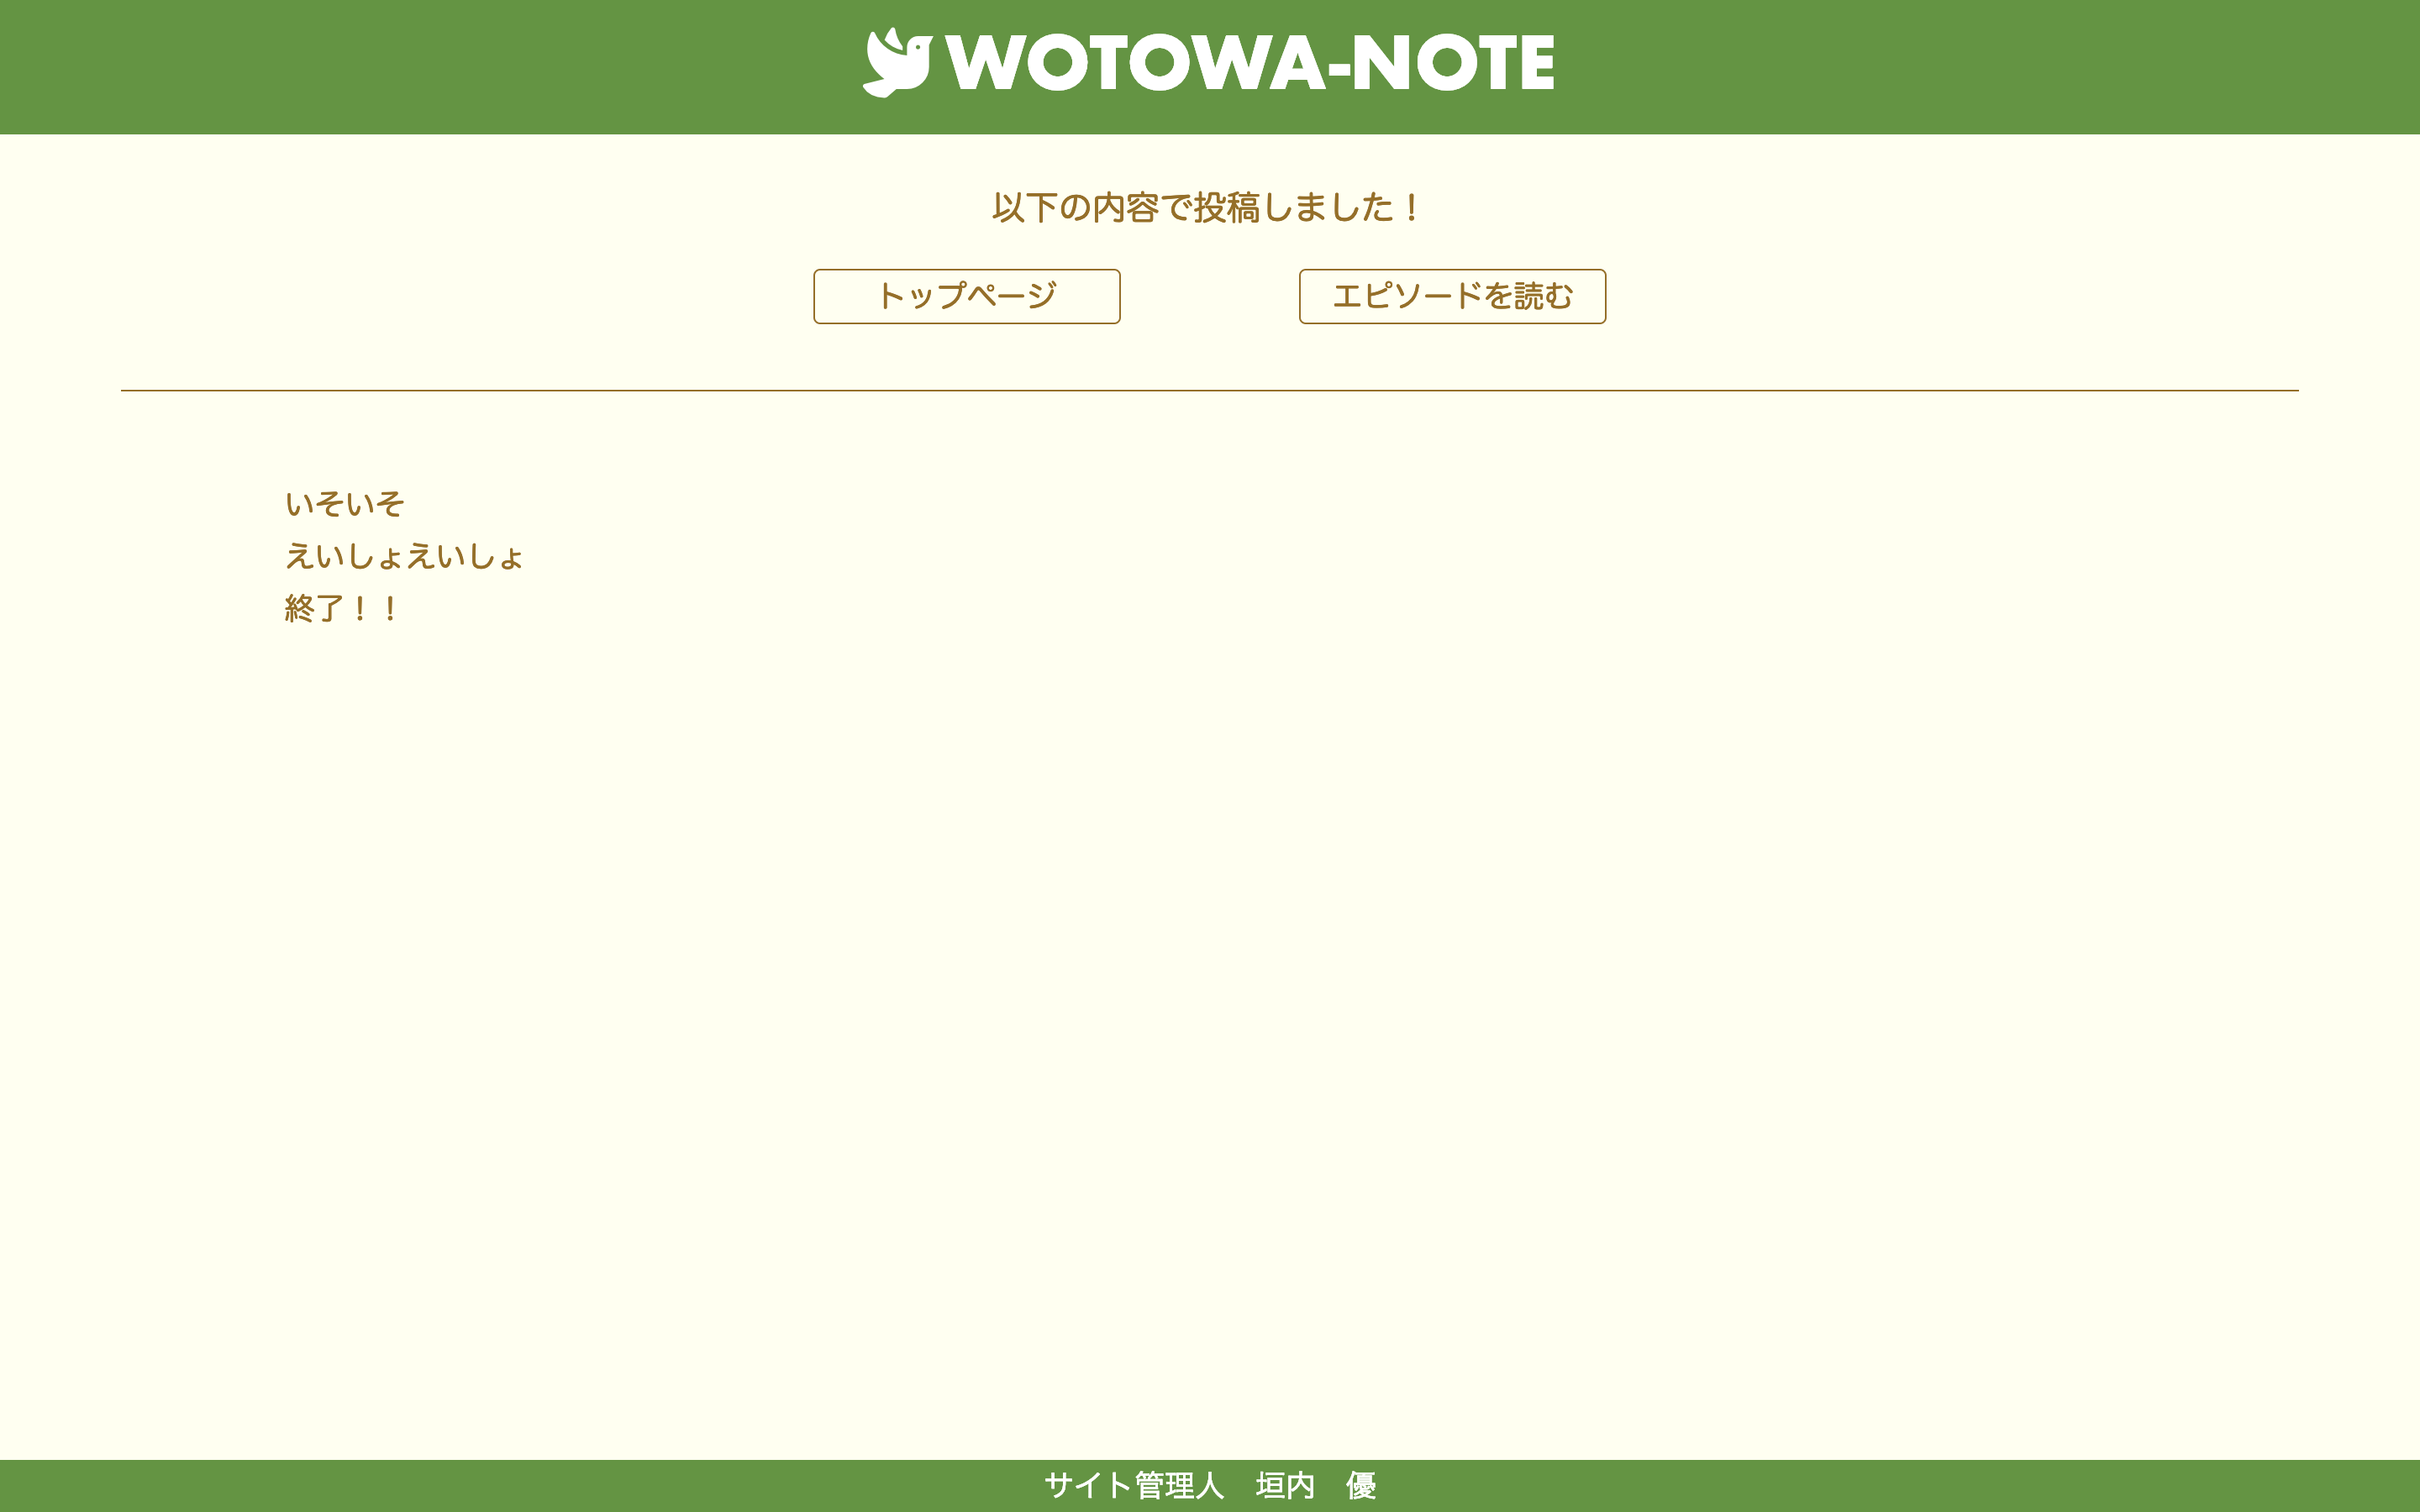 WOTOWA-NOTE
以下の内容で投稿しました！
トップページ
エピソードを読む
いそいそ
えいしょえいしょ
終了！！
サイト管理人　垣内　優